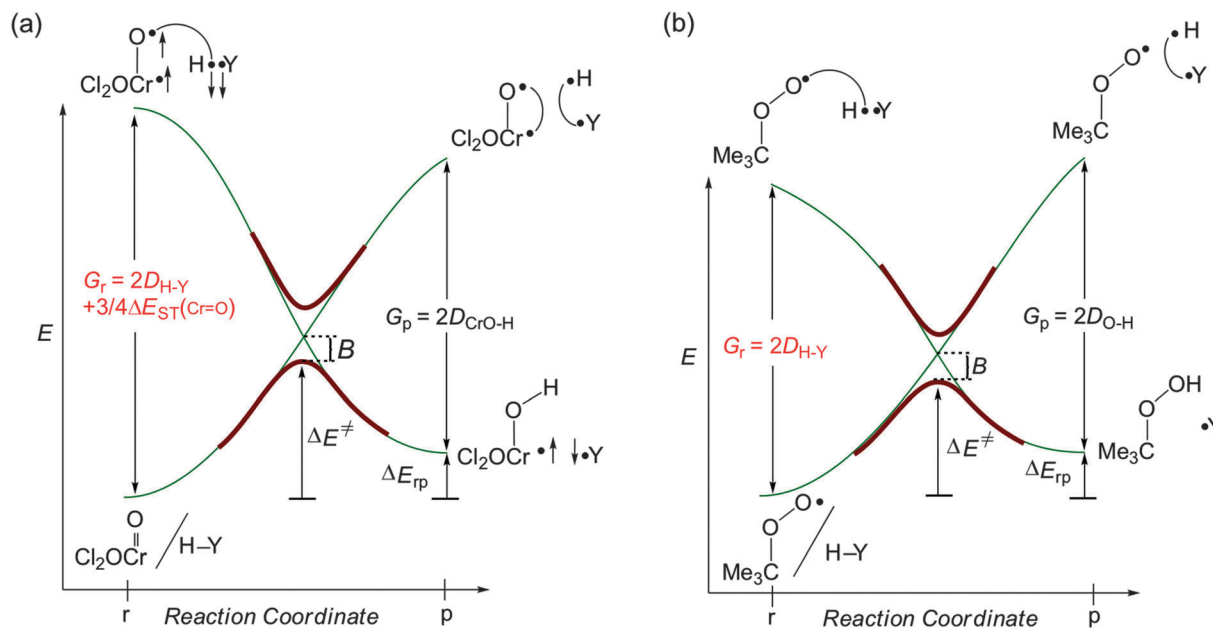 (a)
O•
Cl₂OCr•
H••Y
O•
Cl₂OCr•
•H
•Y
Gr = 2DH-Y
+3/4ΔEST(Cr=O)
E
Gp = 2DCrO-H
B
ΔE≠
ΔErp
H
O
Cl₂OCr•
•Y
O
Cl₂OCr
H–Y
r
Reaction Coordinate
p
(b)
O•
O
Me₃C
H••Y
O•
O
Me₃C
•H
•Y
Gr = 2DH-Y
E
Gp = 2DO-H
B
ΔE≠
ΔErp
OH
O
Me₃C
•Y
O•
O
Me₃C
H–Y
r
Reaction Coordinate
p